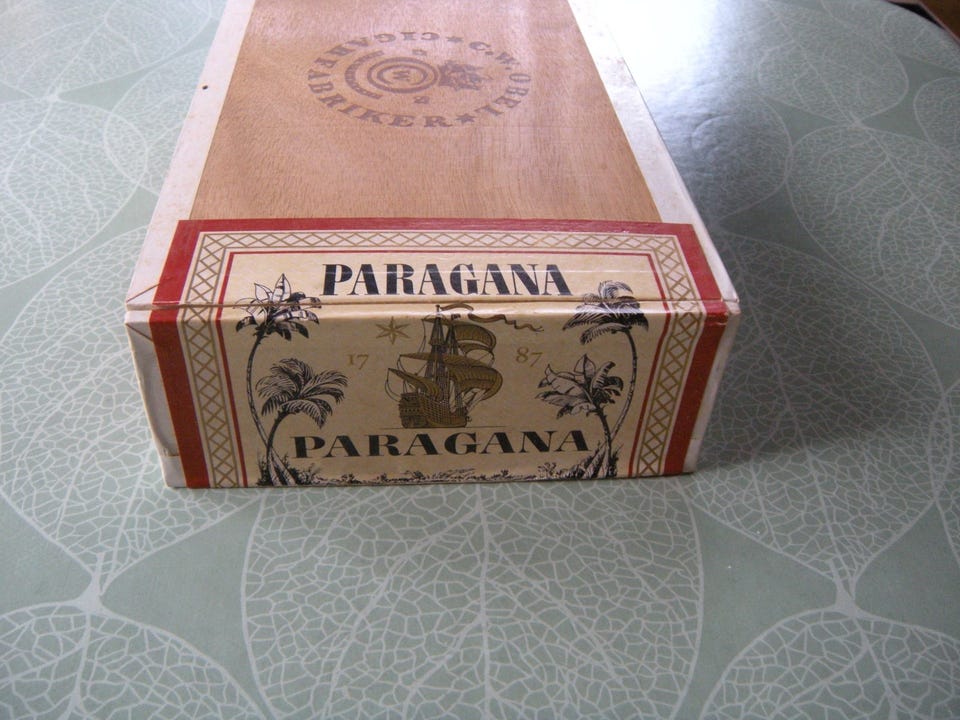 C.W. OBEL ★ CIGARFABRIKER ★
PARAGANA
17 87
PARAGANA